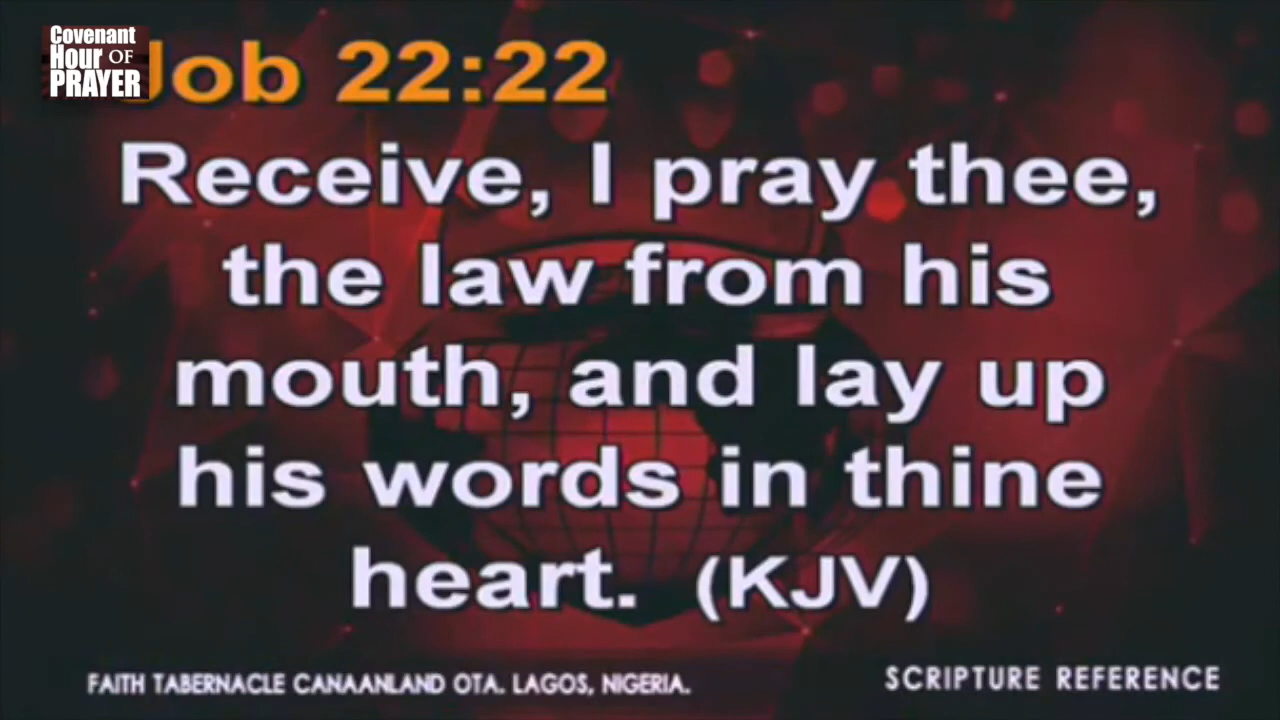 Covenant
Hour OF
PRAYER
Job 22:22
Receive, I pray thee,
the law from his
mouth, and lay up
his words in thine
heart. (KJV)
FAITH TABERNACLE CANAANLAND OTA. LAGOS, NIGERIA.
SCRIPTURE REFERENCE